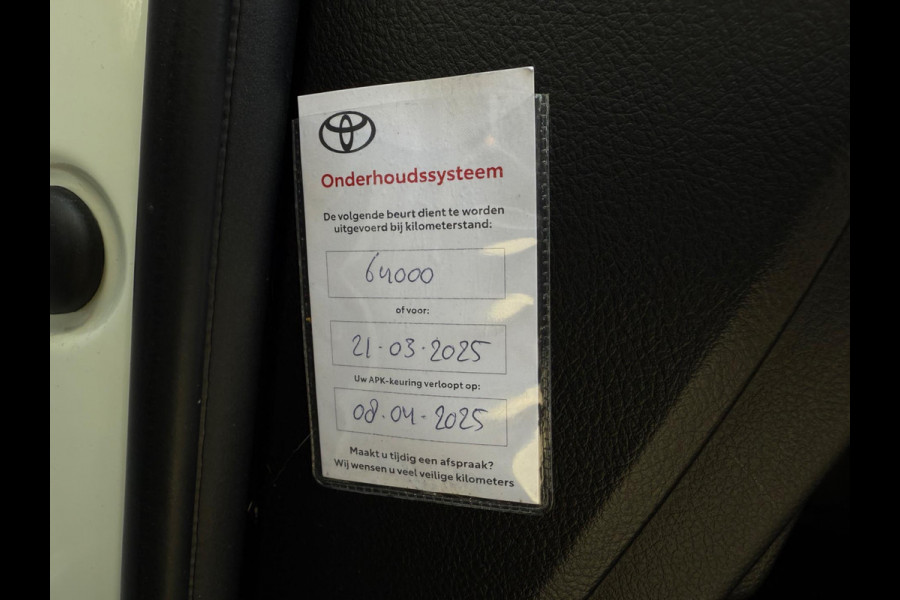 Onderhoudssysteem
De volgende beurt dient te worden
uitgevoerd bij kilometerstand:
64000
of voor:
21-03-2025
Uw APK-keuring verloopt op:
08-04-2025
Maakt u tijdig een afspraak?
Wij wensen u veel veilige kilometers